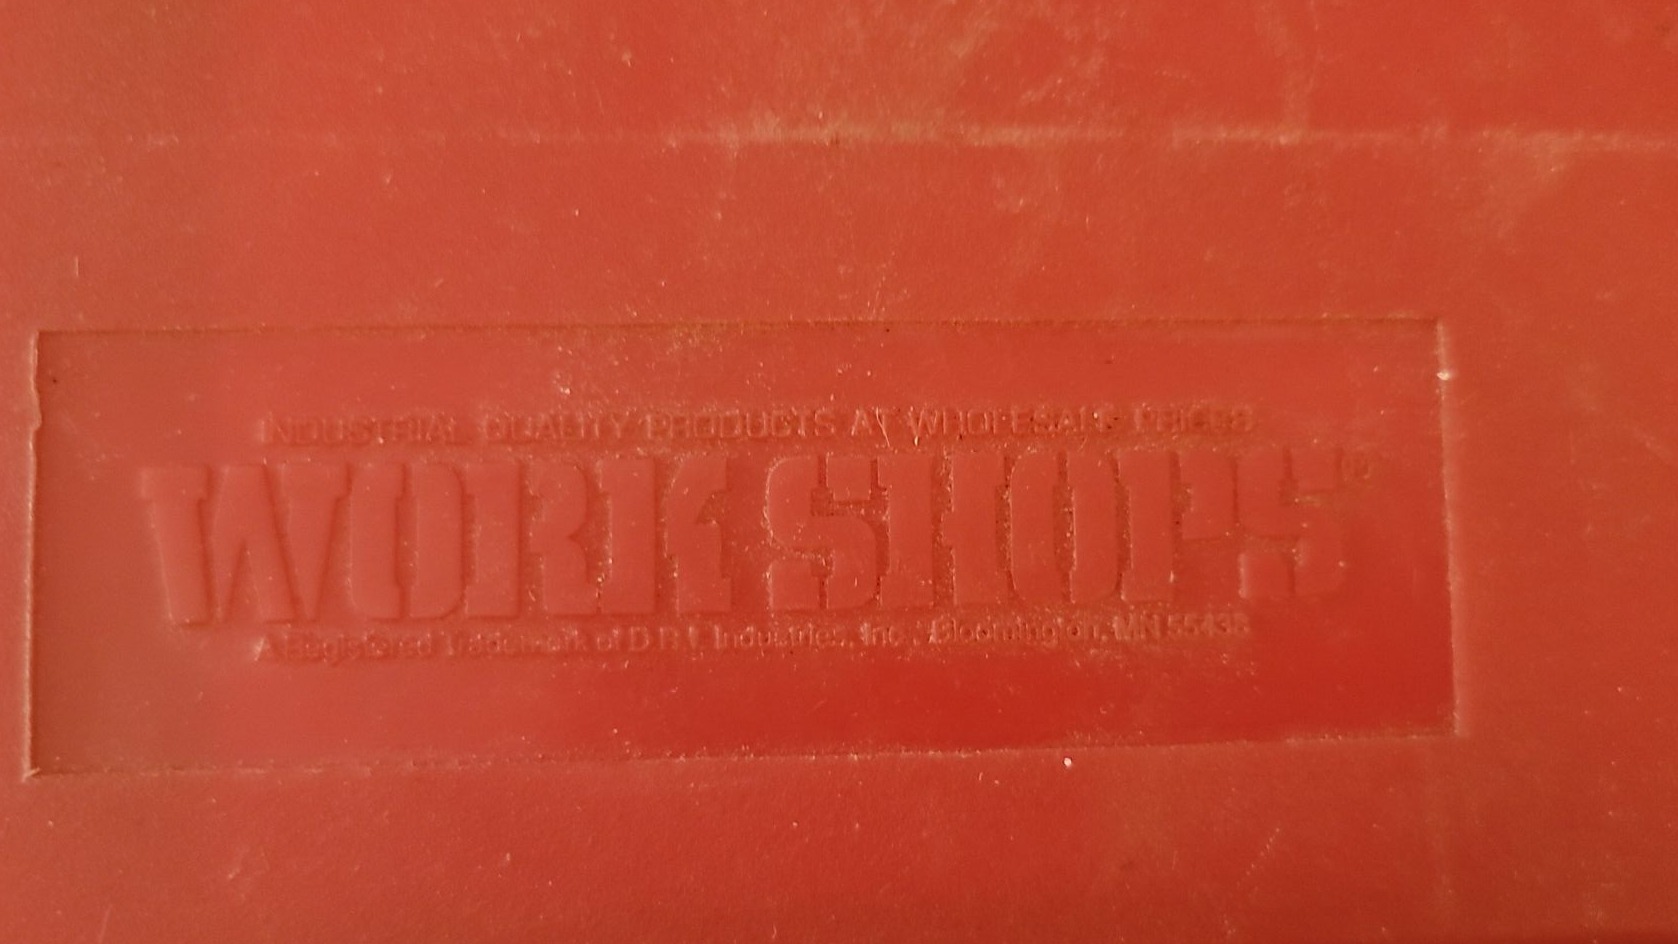 INDUSTRIAL QUALITY PRODUCTS AT WHOLESALE PRICES
WORK SHOPS®
A Registered Trademark of D.R.I. Industries, Inc., Bloomington, MN 55438